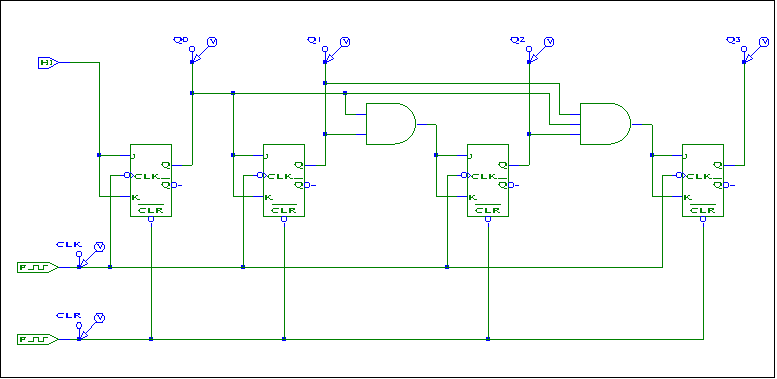 Q0 V Q1 V Q2 V Q3 V
HI
J Q J Q J Q J Q
CLK CLK CLK CLK
Q Q Q Q
K K K K
CLR CLR CLR CLR
CLK V
P
CLR V
P